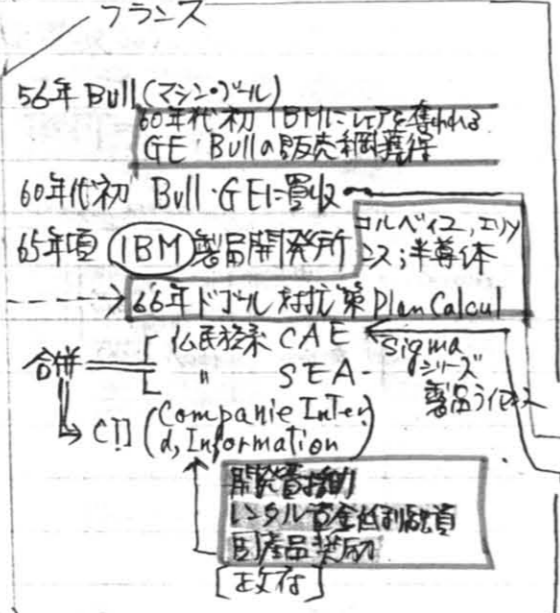 フランス
56年 Bull(マシン・ブール)
60年代初 IBMにシェアを奪われる
GE Bullの販売網獲得
60年代初 Bull・GEに買収
65年頃 IBM 製品開発所
コルベイユ, エソン
ヌ;半導体
66年ドゴール対抗策 Plan Calcul
合併
仏民族系 CAE
〃 SEA
Sigma
シリーズ
製品ライセンス
CII (Companie Inter
d, Information)
開発費援助
レンタル資金低利融資
国産品奨励
[政府]